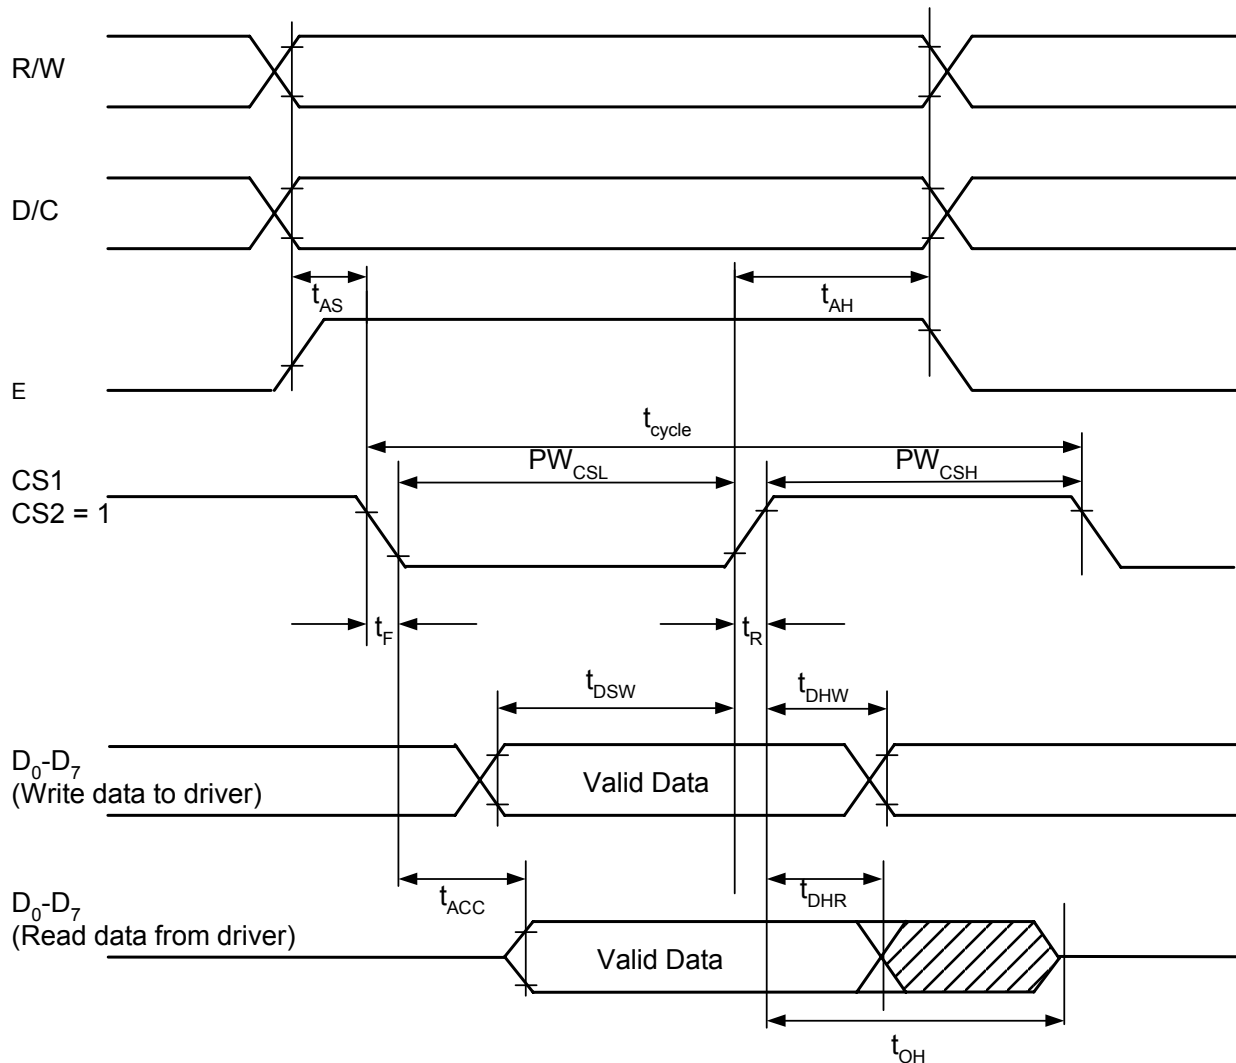 R/W
D/C
tAS
tAH
E
tcycle
PWCSL
PWCSH
CS1
CS2 = 1
tF
tR
tDSW
tDHW
D0-D7
(Write data to driver)
Valid Data
tACC
tDHR
D0-D7
(Read data from driver)
Valid Data
tOH